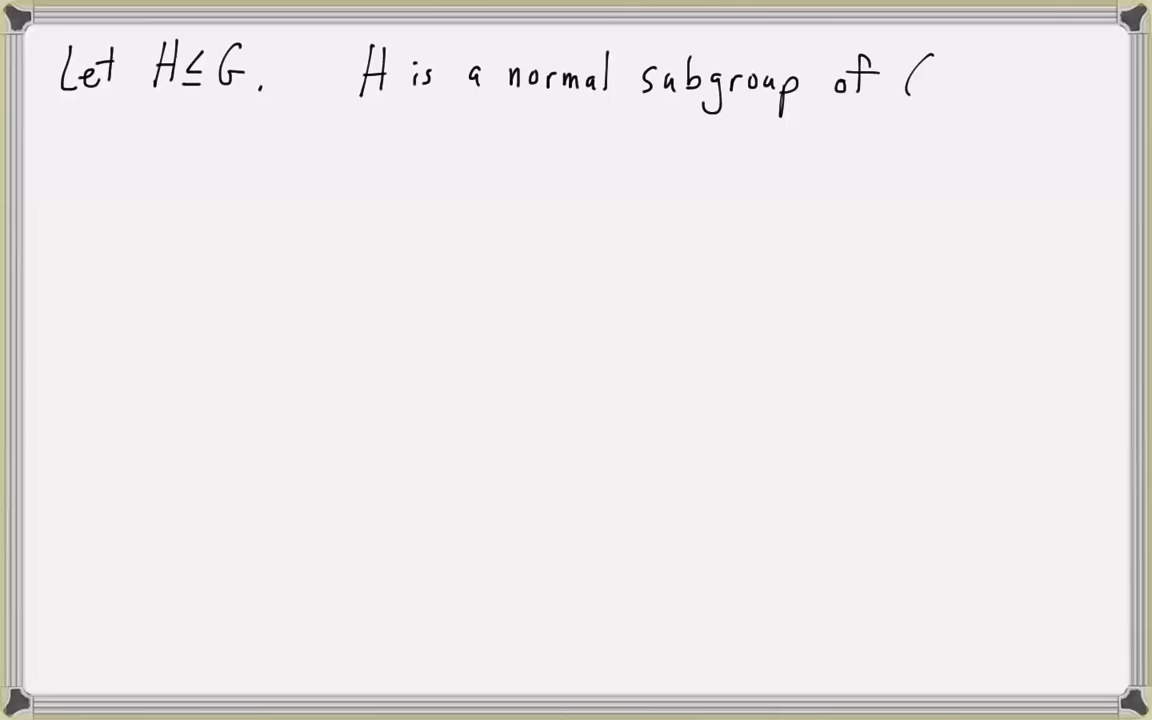 Let H ≤ G. H is a normal subgroup of (